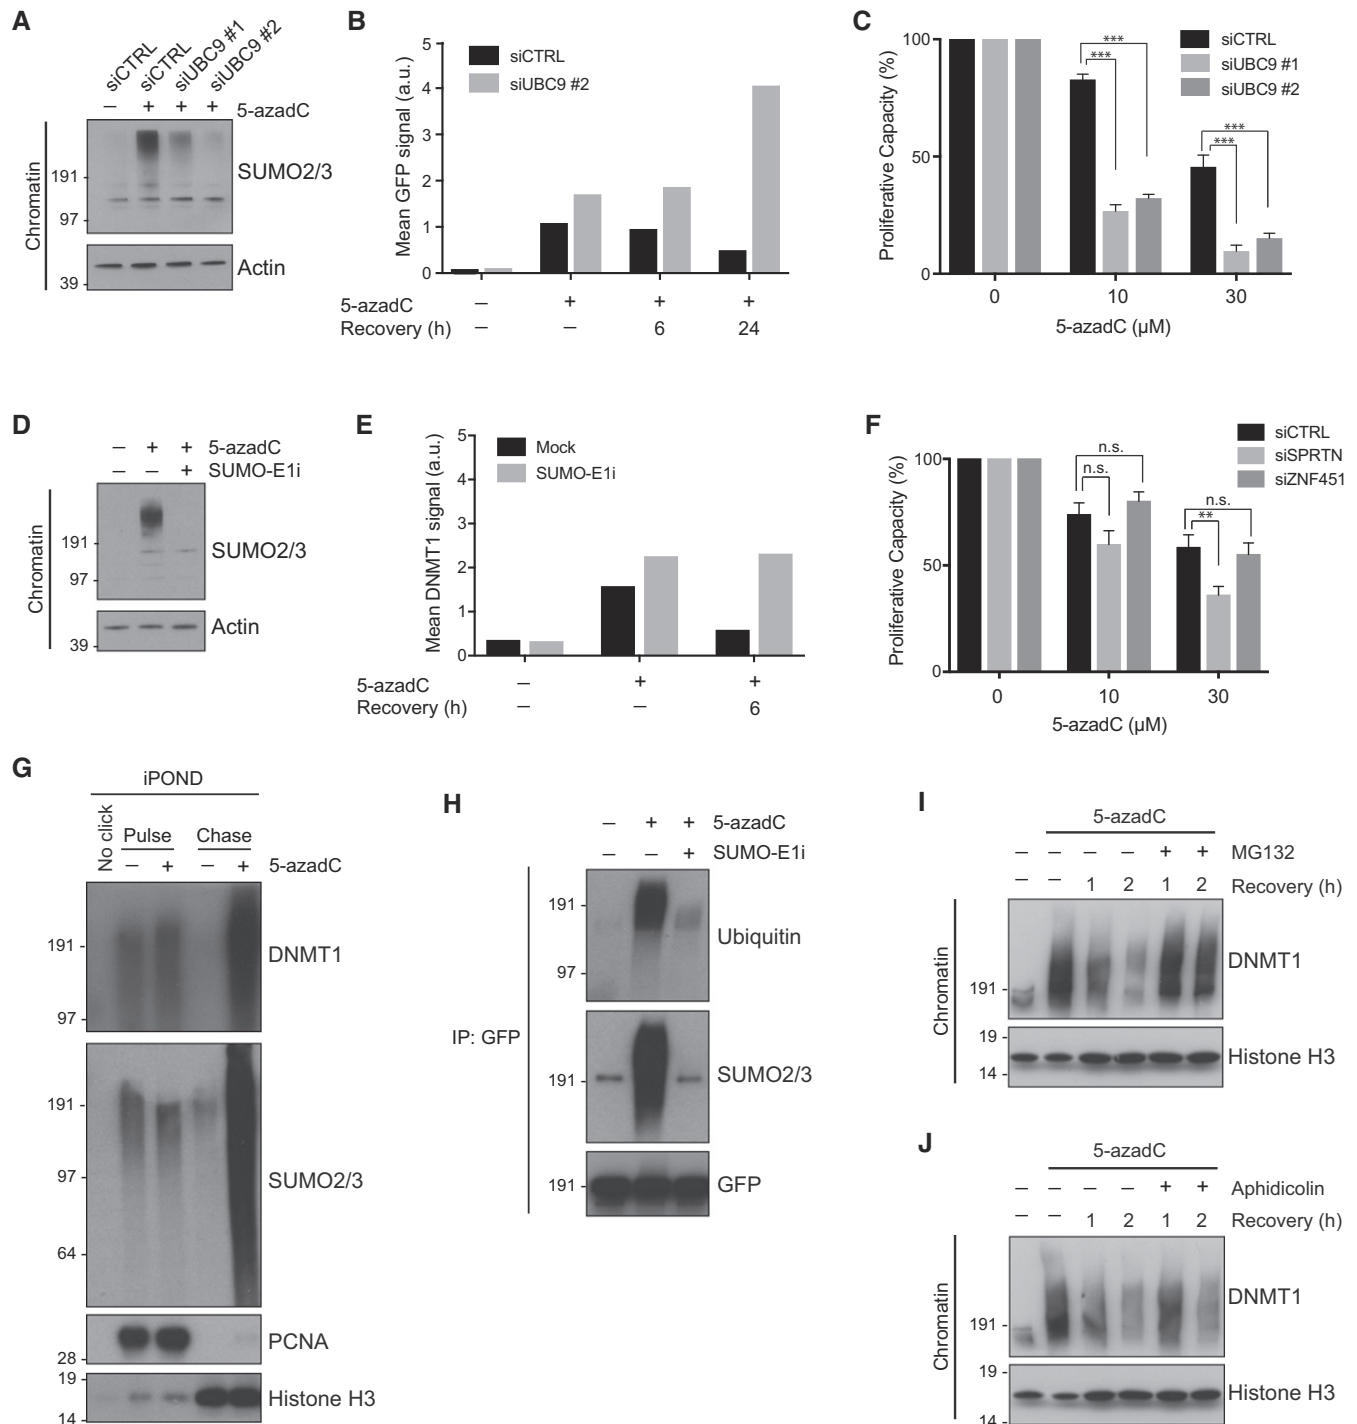 A
siCTRL
siCTRL
siUBC9 #1
siUBC9 #2
– + + + 5-azadC
Chromatin
191
97
SUMO2/3
39
Actin
B
Mean GFP signal (a.u.)
5
4
3
2
1
0
siCTRL
siUBC9 #2
5-azadC – + + +
Recovery (h) – – 6 24
C
Proliferative Capacity (%)
100
50
0
siCTRL
siUBC9 #1
siUBC9 #2
***
***
***
***
0 10 30
5-azadC (µM)
D
– + + 5-azadC
– – + SUMO-E1i
Chromatin
191
97
SUMO2/3
39
Actin
E
Mean DNMT1 signal (a.u.)
5
4
3
2
1
0
Mock
SUMO-E1i
5-azadC – + +
Recovery (h) – – 6
F
Proliferative Capacity (%)
100
50
0
siCTRL
siSPRTN
siZNF451
n.s.
n.s.
n.s.
**
0 10 30
5-azadC (µM)
G
iPOND
No click
Pulse Chase
– + – + 5-azadC
191
97
DNMT1
191
97
64
SUMO2/3
28
PCNA
19
14
Histone H3
H
– + + 5-azadC
– – + SUMO-E1i
IP: GFP
191
97
Ubiquitin
191
SUMO2/3
191
GFP
I
5-azadC
– – – – + + MG132
– – 1 2 1 2 Recovery (h)
Chromatin
191
DNMT1
19
14
Histone H3
J
5-azadC
– – – – + + Aphidicolin
– – 1 2 1 2 Recovery (h)
Chromatin
191
DNMT1
19
14
Histone H3